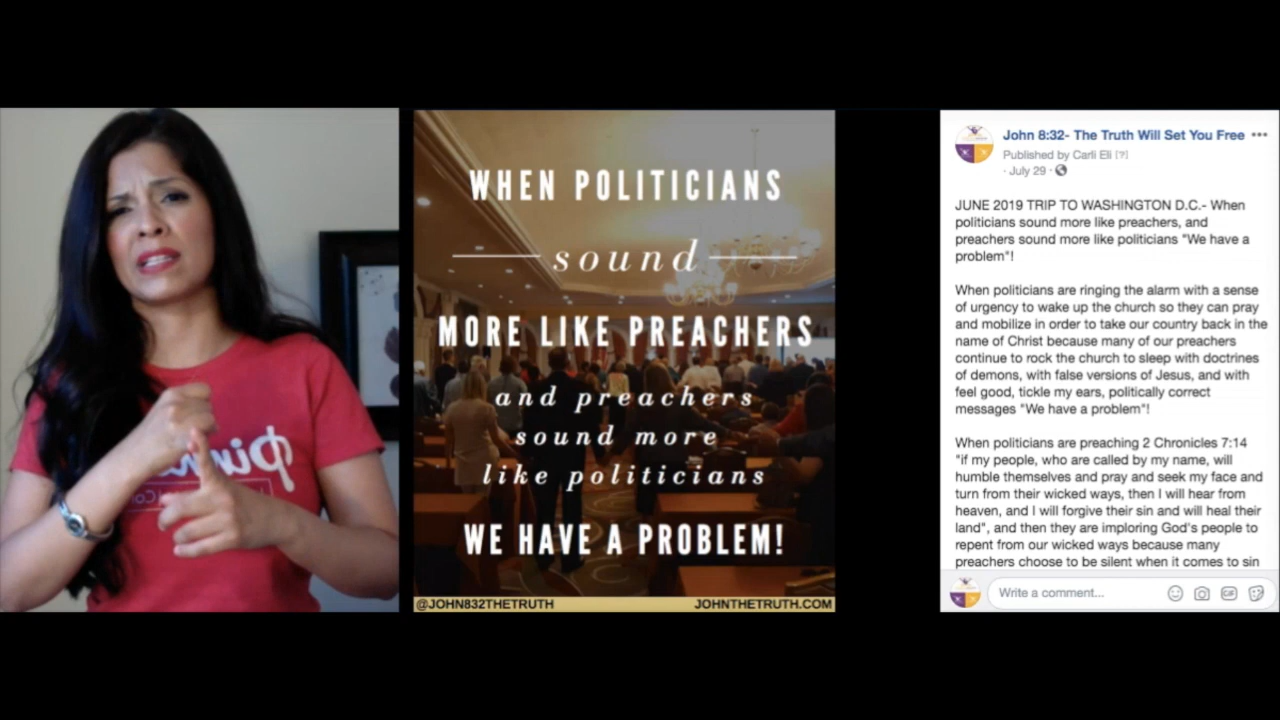 WHEN POLITICIANS
sound
MORE LIKE PREACHERS
and preachers
sound more
like politicians
WE HAVE A PROBLEM!
@JOHN832THETRUTH JOHNTHETRUTH.COM
John 8:32- The Truth Will Set You Free
Published by Carli Eli [?]
· July 29 ·
JUNE 2019 TRIP TO WASHINGTON D.C.- When
politicians sound more like preachers, and
preachers sound more like politicians "We have a
problem"!
When politicians are ringing the alarm with a sense
of urgency to wake up the church so they can pray
and mobilize in order to take our country back in the
name of Christ because many of our preachers
continue to rock the church to sleep with doctrines
of demons, with false versions of Jesus, and with
feel good, tickle my ears, politically correct
messages "We have a problem"!
When politicians are preaching 2 Chronicles 7:14
"if my people, who are called by my name, will
humble themselves and pray and seek my face and
turn from their wicked ways, then I will hear from
heaven, and I will forgive their sin and will heal their
land", and then they are imploring God's people to
repent from our wicked ways because many
preachers choose to be silent when it comes to sin
Write a comment...
GIF